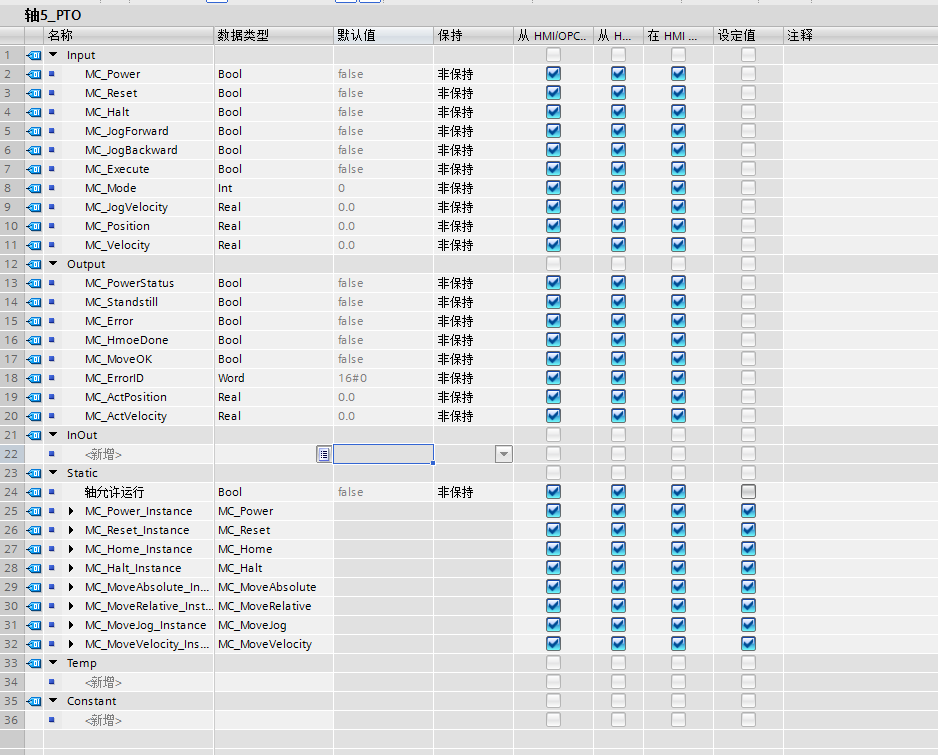 轴5_PTO
名称 数据类型 默认值 保持 从 HMI/OPC.. 从 H... 在 HMI ... 设定值 注释
1 Input
2 MC_Power Bool false 非保持
3 MC_Reset Bool false 非保持
4 MC_Halt Bool false 非保持
5 MC_JogForward Bool false 非保持
6 MC_JogBackward Bool false 非保持
7 MC_Execute Bool false 非保持
8 MC_Mode Int 0 非保持
9 MC_JogVelocity Real 0.0 非保持
10 MC_Position Real 0.0 非保持
11 MC_Velocity Real 0.0 非保持
12 Output
13 MC_PowerStatus Bool false 非保持
14 MC_Standstill Bool false 非保持
15 MC_Error Bool false 非保持
16 MC_HmoeDone Bool false 非保持
17 MC_MoveOK Bool false 非保持
18 MC_ErrorID Word 16#0 非保持
19 MC_ActPosition Real 0.0 非保持
20 MC_ActVelocity Real 0.0 非保持
21 InOut
22 <新增>
23 Static
24 轴允许运行 Bool false 非保持
25 MC_Power_Instance MC_Power
26 MC_Reset_Instance MC_Reset
27 MC_Home_Instance MC_Home
28 MC_Halt_Instance MC_Halt
29 MC_MoveAbsolute_In... MC_MoveAbsolute
30 MC_MoveRelative_Inst... MC_MoveRelative
31 MC_MoveJog_Instance MC_MoveJog
32 MC_MoveVelocity_Ins... MC_MoveVelocity
33 Temp
34 <新增>
35 Constant
36 <新增>